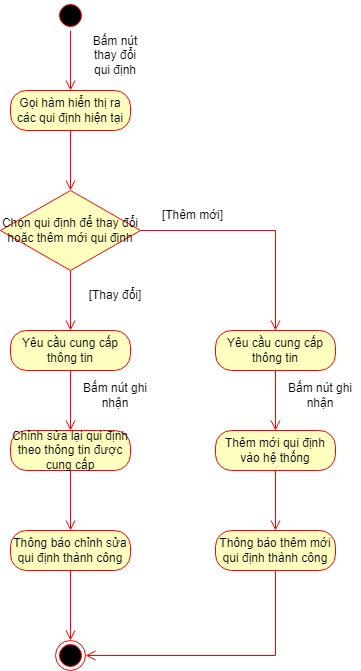 Bấm nút
thay đổi
qui định
Gọi hàm hiển thị ra
các qui định hiện tại
Chọn qui định để thay đổi
hoặc thêm mới qui định
[Thêm mới]
[Thay đổi]
Yêu cầu cung cấp
thông tin
Yêu cầu cung cấp
thông tin
Bấm nút ghi
nhận
Bấm nút ghi
nhận
Chỉnh sửa lại qui định
theo thông tin được
cung cấp
Thêm mới qui định
vào hệ thống
Thông báo chỉnh sửa
qui định thành công
Thông báo thêm mới
qui định thành công